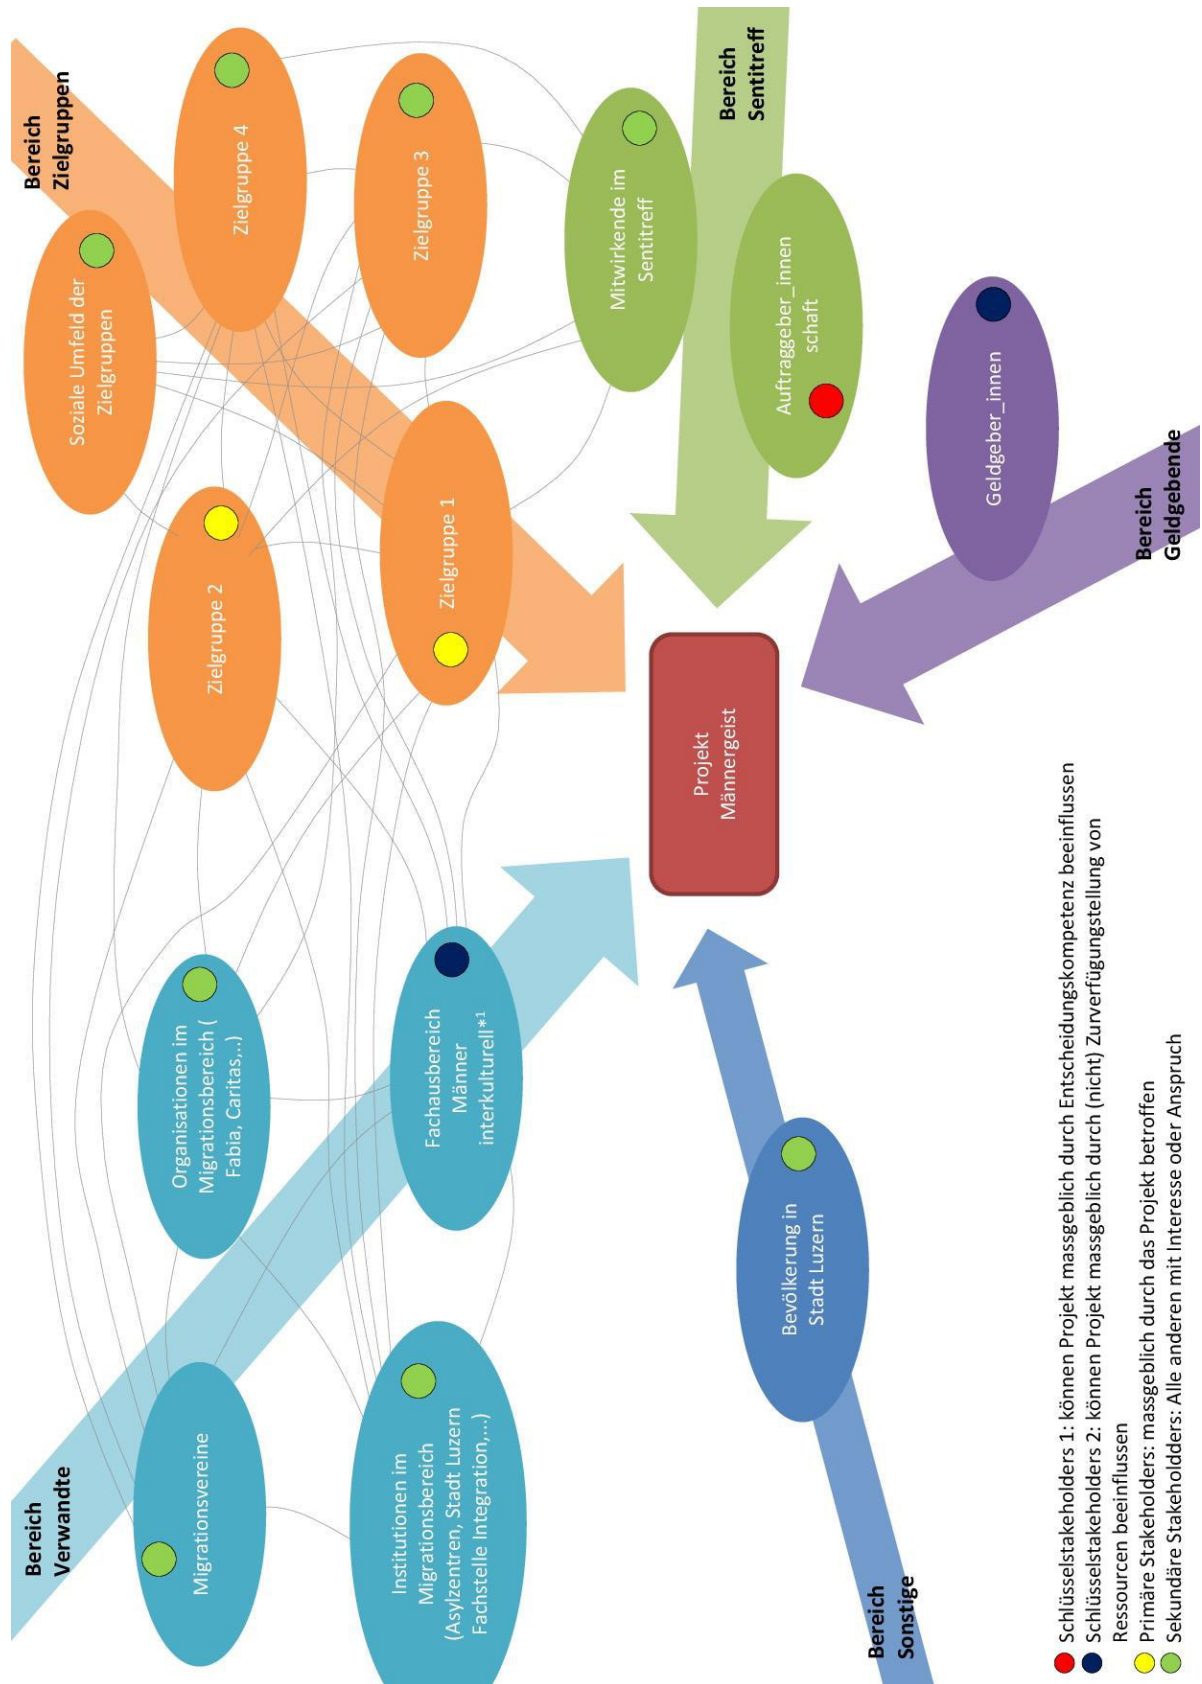 Bereich
Verwandte
Migrationsvereine
Organisationen im
Migrationsbereich (
Fabia, Caritas,..)
Institutionen im
Migrationsbereich
(Asylzentren, Stadt Luzern
Fachstelle Integration,...)
Fachausbereich
Männer
interkulturell*¹
Bereich
Zielgruppen
Soziale Umfeld der
Zielgruppen
Zielgruppe 2
Zielgruppe 4
Zielgruppe 1
Zielgruppe 3
Mitwirkende im
Sentitreff
Bereich
Sentitreff
Auftraggeber_innen
schaft
Projekt
Männergeist
Bevölkerung in
Stadt Luzern
Bereich
Sonstige
Geldgeber_innen
Bereich
Geldgebende
Schlüsselstakeholders 1: können Projekt massgeblich durch Entscheidungskompetenz beeinflussen
Schlüsselstakeholders 2: können Projekt massgeblich durch (nicht) Zurverfügungstellung von
Ressourcen beeinflussen
Primäre Stakeholders: massgeblich durch das Projekt betroffen
Sekundäre Stakeholdders: Alle anderen mit Interesse oder Anspruch